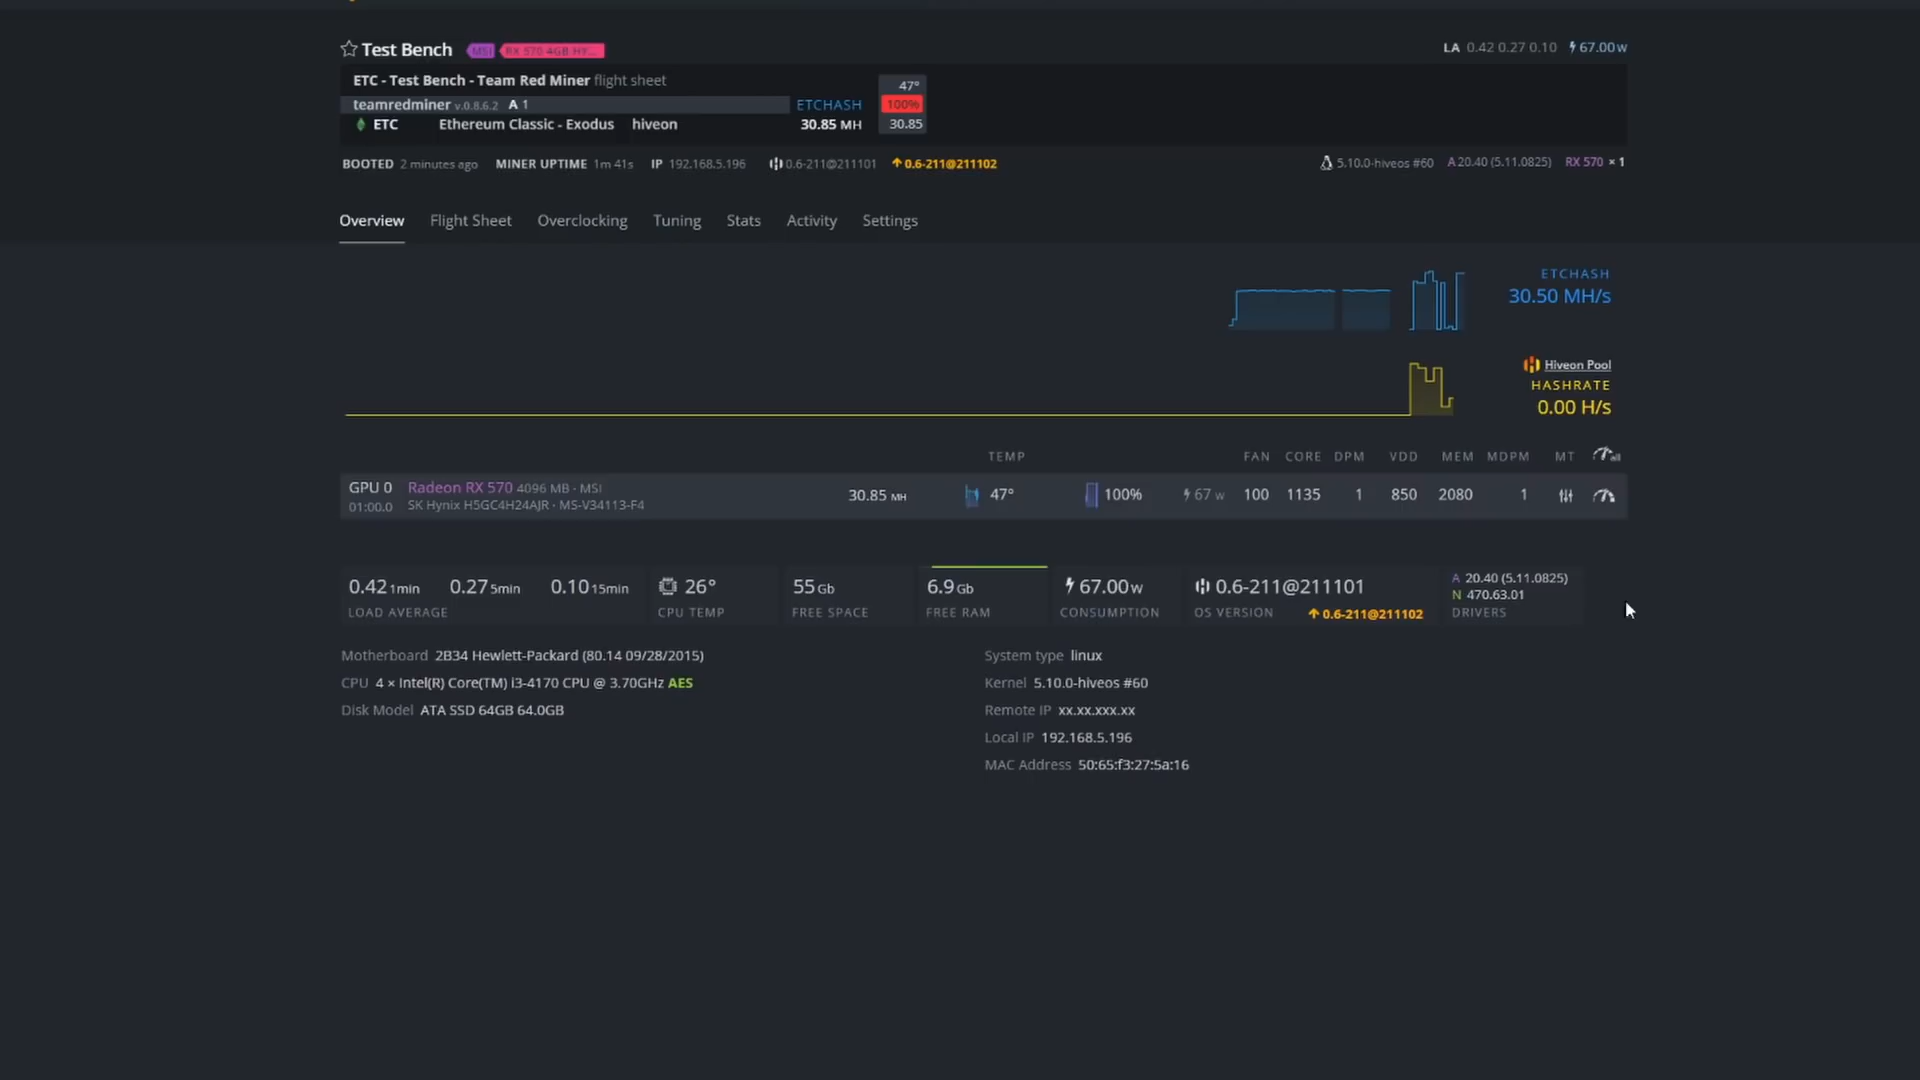 Test Bench MSI RX 570 4GB HY... LA 0.42 0.27 0.10 67.00 W
ETC - Test Bench - Team Red Miner flight sheet 47°
teamredminer v.0.8.6.2 A 1 ETCHASH 100%
ETC Ethereum Classic - Exodus hiveon 30.85 MH 30.85
BOOTED 2 minutes ago MINER UPTIME 1m 41s IP 192.168.5.196 0.6-211@211101 0.6-211@211102 5.10.0-hiveos #60 A 20.40 (5.11.0825) RX 570 × 1
Overview Flight Sheet Overclocking Tuning Stats Activity Settings
ETCHASH
30.50 MH/s
Hiveon Pool
HASHRATE
0.00 H/s
TEMP FAN CORE DPM VDD MEM MDPM MT all
GPU 0 Radeon RX 570 4096 MB · MSI 30.85 MH 47° 100% 67 W 100 1135 1 850 2080 1
01:00.0 SK Hynix H5GC4H24AJR · MS-V34113-F4
0.42 1min 0.27 5min 0.10 15min 26° 55 Gb 6.9 Gb 67.00 W 0.6-211@211101 A 20.40 (5.11.0825)
N 470.63.01
LOAD AVERAGE CPU TEMP FREE SPACE FREE RAM CONSUMPTION OS VERSION 0.6-211@211102 DRIVERS
Motherboard 2B34 Hewlett-Packard (80.14 09/28/2015) System type linux
CPU 4 × Intel(R) Core(TM) i3-4170 CPU @ 3.70GHz AES Kernel 5.10.0-hiveos #60
Disk Model ATA SSD 64GB 64.0GB Remote IP xx.xx.xxx.xx
Local IP 192.168.5.196
MAC Address 50:65:f3:27:5a:16